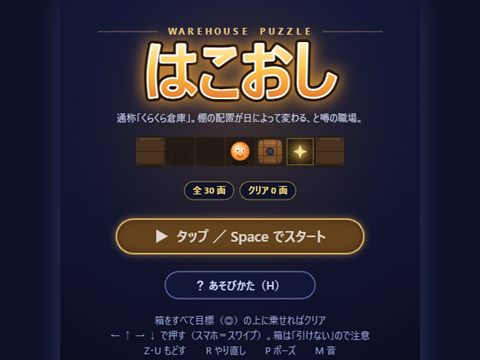 WAREHOUSE PUZZLE
はこおし
通称「くらくら倉庫」。棚の配置が日によって変わる、と噂の職場。
全 30 面
クリア 0 面
▶ タップ ／ Space でスタート
? あそびかた（H）
箱をすべて目標（◎）の上に乗せればクリア
← ↑ → ↓ で押す（スマホ＝スワイプ）。箱は「引けない」ので注意
Z・U もどす R やり直し P ポーズ M 音